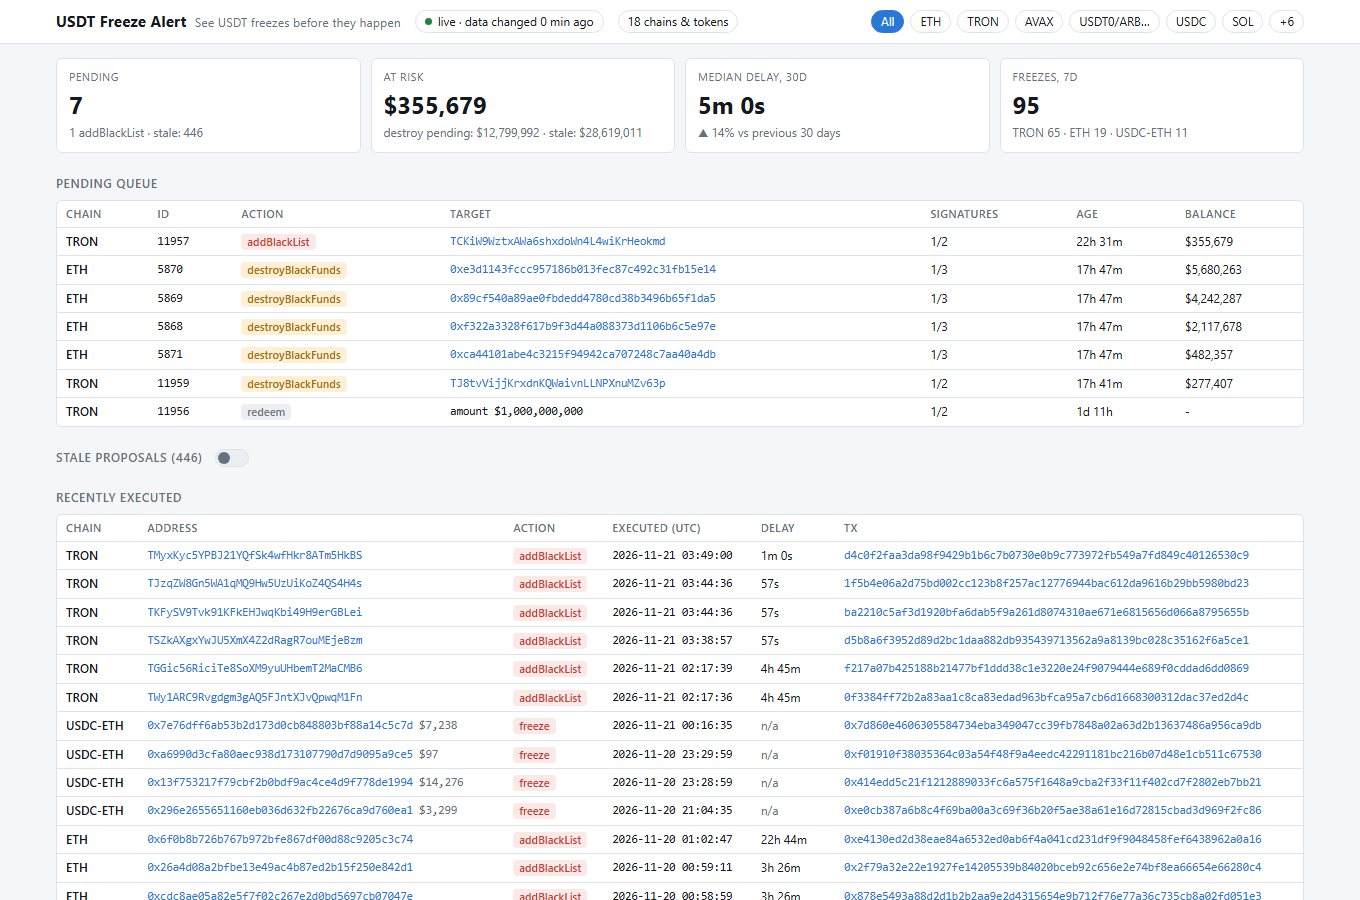 USDT Freeze Alert See USDT freezes before they happen live · data changed 0 min ago 18 chains & tokens All ETH TRON AVAX USDT0/ARB... USDC SOL +6
PENDING
7
1 addBlackList · stale: 446
AT RISK
$355,679
destroy pending: $12,799,992 · stale: $28,619,011
MEDIAN DELAY, 30D
5m 0s
▲ 14% vs previous 30 days
FREEZES, 7D
95
TRON 65 · ETH 19 · USDC-ETH 11
PENDING QUEUE
CHAIN ID ACTION TARGET SIGNATURES AGE BALANCE
TRON 11957 addBlackList TCKiW9WztxAWa6shxdoWn4L4wiKrHeokmd 1/2 22h 31m $355,679
ETH 5870 destroyBlackFunds 0xe3d1143fccc957186b013fec87c492c31fb15e14 1/3 17h 47m $5,680,263
ETH 5869 destroyBlackFunds 0x89cf540a89ae0fbdedd4780cd38b3496b65f1da5 1/3 17h 47m $4,242,287
ETH 5868 destroyBlackFunds 0xf322a3328f617b9f3d44a088373d1106b6c5e97e 1/3 17h 47m $2,117,678
ETH 5871 destroyBlackFunds 0xca44101abe4c3215f94942ca707248c7aa40a4db 1/3 17h 47m $482,357
TRON 11959 destroyBlackFunds TJ8tvVijjKrxdnKQWaivnLLNPXnuMZv63p 1/2 17h 41m $277,407
TRON 11956 redeem amount $1,000,000,000 1/2 1d 11h -
STALE PROPOSALS (446)
RECENTLY EXECUTED
CHAIN ADDRESS ACTION EXECUTED (UTC) DELAY TX
TRON TMyxKyc5YPBJ21YQfSk4wfHkr8ATm5HkBS addBlackList 2026-11-21 03:49:00 1m 0s d4c0f2faa3da98f9429b1b6c7b0730e0b9c773972fb549a7fd849c40126530c9
TRON TJzqZW8Gn5WA1qMQ9Hw5UzUiKoZ4QS4H4s addBlackList 2026-11-21 03:44:36 57s 1f5b4e06a2d75bd002cc123b8f257ac12776944bac612da9616b29bb5980bd23
TRON TKFySV9Tvk91KFkEHJwqKbi49H9erGBLei addBlackList 2026-11-21 03:44:36 57s ba2210c5af3d1920bfa6dab5f9a261d8074310ae671e6815656d066a8795655b
TRON TSZkAXgxYwJU5XmX4Z2dRagR7ouMEjeBzm addBlackList 2026-11-21 03:38:57 57s d5b8a6f3952d89d2bc1daa882db935439713562a9a8139bc028c35162f6a5ce1
TRON TGGic56RiciTe8SoXM9yuUHbemT2MaCMB6 addBlackList 2026-11-21 02:17:39 4h 45m f217a07b425188b21477bf1ddd38c1e3220e24f9079444e689f0cddad6dd0869
TRON TWy1ARC9Rvgdgm3gAQ5FJntXJvQpwqM1Fn addBlackList 2026-11-21 02:17:36 4h 45m 0f3384ff72b2a83aa1c8ca83edad963bfca95a7cb6d1668300312dac37ed2d4c
USDC-ETH 0x7e76dff6ab53b2d173d0cb848803bf88a14c5c7d $7,238 freeze 2026-11-21 00:16:35 n/a 0x7d860e4606305584734eba349047cc39fb7848a02a63d2b13637486a956ca9db
USDC-ETH 0xa6990d3cfa80aec938d173107790d7d9095a9ce5 $97 freeze 2026-11-20 23:29:59 n/a 0xf01910f38035364c03a54f48f9a4eedc42291181bc216b07d48e1cb511c67530
USDC-ETH 0x13f753217f79cbf2b0bdf9ac4ce4d9f778de1994 $14,276 freeze 2026-11-20 23:28:59 n/a 0x414edd5c21f1212889033fc6a575f1648a9cba2f33f11f402cd7f2802eb7bb21
USDC-ETH 0x296e2655651160eb036d632fb22676ca9d760ea1 $3,299 freeze 2026-11-20 21:04:35 n/a 0xe0cb387a6b8c4f69ba00a3c69f36b20f5ae38a61e16d72815cbad3d969f2fc86
ETH 0x6f0b8b726b767b972bfe867df00d88c9205c3c74 addBlackList 2026-11-20 01:02:47 22h 44m 0xe4130ed2d38eae84a6532ed0ab6f4a041cd231df9f9048458fef6438962a0a16
ETH 0x26a4d08a2bfbe13e49ac4b87ed2b15f250e842d1 addBlackList 2026-11-20 00:59:11 3h 26m 0x2f79a32e22e1927fe14205539b84020bceb92c656e2e74bf8ea66654e66280c4
ETH 0xcdc8ae05a82e5f7f02c267e2d0bd5697cb07047e addBlackList 2026-11-20 00:58:59 3h 26m 0x878e5493a88d2d1b2b2aa9e2d4315654e9b712f76e77a36c735cb8a02fd051e3